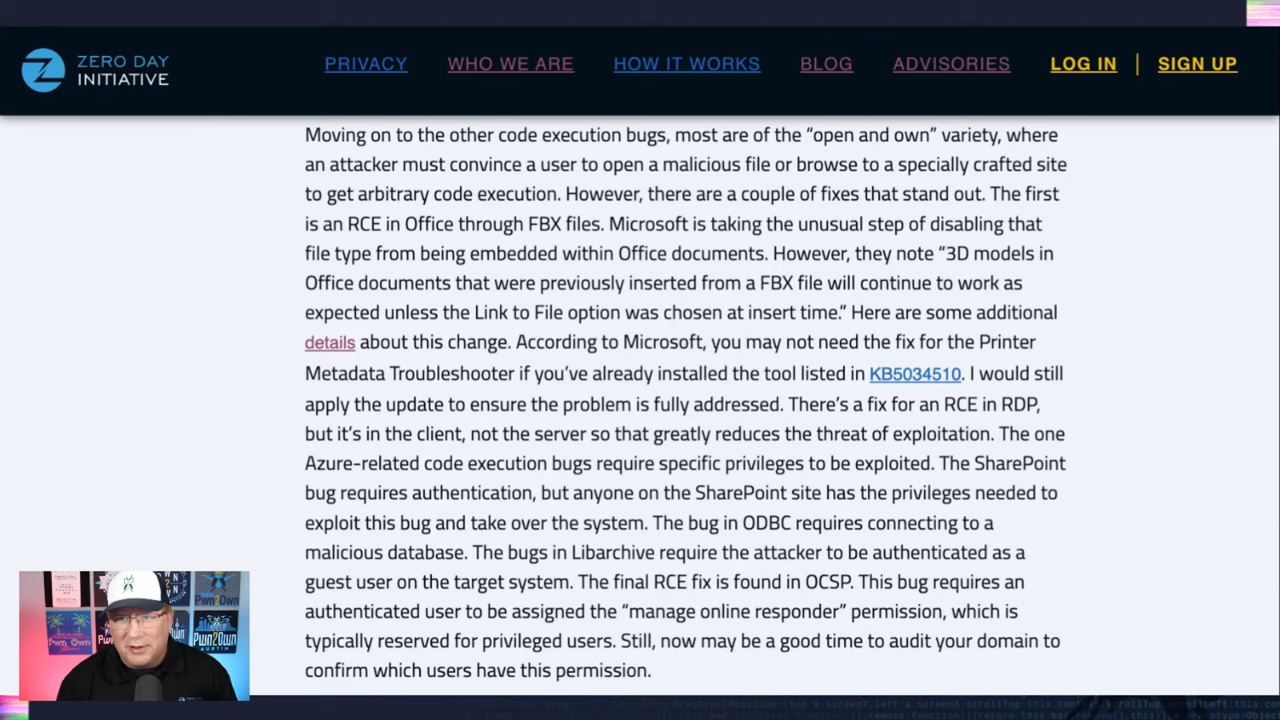 ZERO DAY
INITIATIVE
PRIVACY
WHO WE ARE
HOW IT WORKS
BLOG
ADVISORIES
LOG IN
SIGN UP
Moving on to the other code execution bugs, most are of the “open and own” variety, where
an attacker must convince a user to open a malicious file or browse to a specially crafted site
to get arbitrary code execution. However, there are a couple of fixes that stand out. The first
is an RCE in Office through FBX files. Microsoft is taking the unusual step of disabling that
file type from being embedded within Office documents. However, they note “3D models in
Office documents that were previously inserted from a FBX file will continue to work as
expected unless the Link to File option was chosen at insert time.” Here are some additional
details about this change. According to Microsoft, you may not need the fix for the Printer
Metadata Troubleshooter if you’ve already installed the tool listed in KB5034510. I would still
apply the update to ensure the problem is fully addressed. There’s a fix for an RCE in RDP,
but it’s in the client, not the server so that greatly reduces the threat of exploitation. The one
Azure-related code execution bugs require specific privileges to be exploited. The SharePoint
bug requires authentication, but anyone on the SharePoint site has the privileges needed to
exploit this bug and take over the system. The bug in ODBC requires connecting to a
malicious database. The bugs in Libarchive require the attacker to be authenticated as a
guest user on the target system. The final RCE fix is found in OCSP. This bug requires an
authenticated user to be assigned the “manage online responder” permission, which is
typically reserved for privileged users. Still, now may be a good time to audit your domain to
confirm which users have this permission.
Pwn2Own
Pwn Own
Pwn2Own
AUSTIN